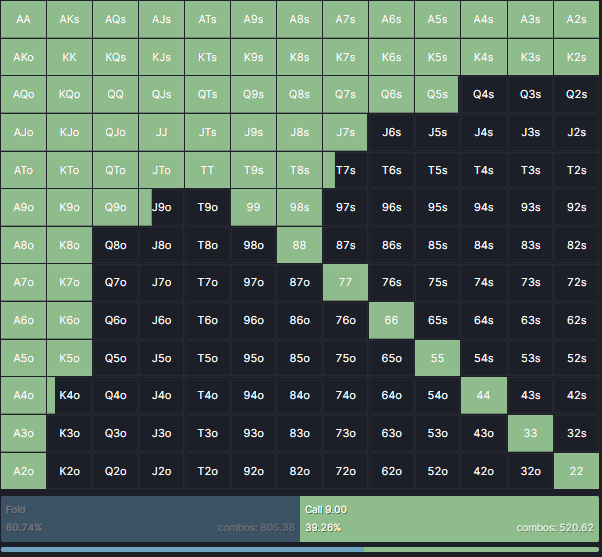 AA AKs AQs AJs ATs A9s A8s A7s A6s A5s A4s A3s A2s
AKo KK KQs KJs KTs K9s K8s K7s K6s K5s K4s K3s K2s
AQo KQo QQ QJs QTs Q9s Q8s Q7s Q6s Q5s Q4s Q3s Q2s
AJo KJo QJo JJ JTs J9s J8s J7s J6s J5s J4s J3s J2s
ATo KTo QTo JTo TT T9s T8s T7s T6s T5s T4s T3s T2s
A9o K9o Q9o J9o T9o 99 98s 97s 96s 95s 94s 93s 92s
A8o K8o Q8o J8o T8o 98o 88 87s 86s 85s 84s 83s 82s
A7o K7o Q7o J7o T7o 97o 87o 77 76s 75s 74s 73s 72s
A6o K6o Q6o J6o T6o 96o 86o 76o 66 65s 64s 63s 62s
A5o K5o Q5o J5o T5o 95o 85o 75o 65o 55 54s 53s 52s
A4o K4o Q4o J4o T4o 94o 84o 74o 64o 54o 44 43s 42s
A3o K3o Q3o J3o T3o 93o 83o 73o 63o 53o 43o 33 32s
A2o K2o Q2o J2o T2o 92o 82o 72o 62o 52o 42o 32o 22
Fold Call 9.00
60.74% combos: 805.38 39.26% combos: 520.62